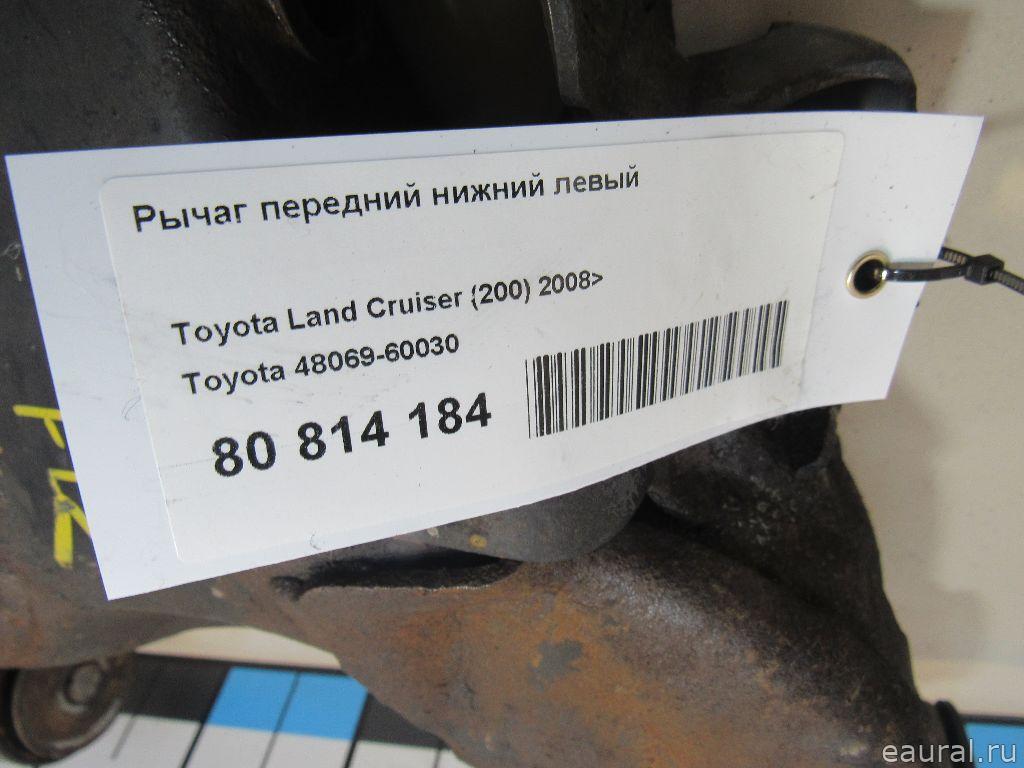 Рычаг передний нижний левый
Toyota Land Cruiser (200) 2008>
Toyota 48069-60030
80 814 184
eaural.ru